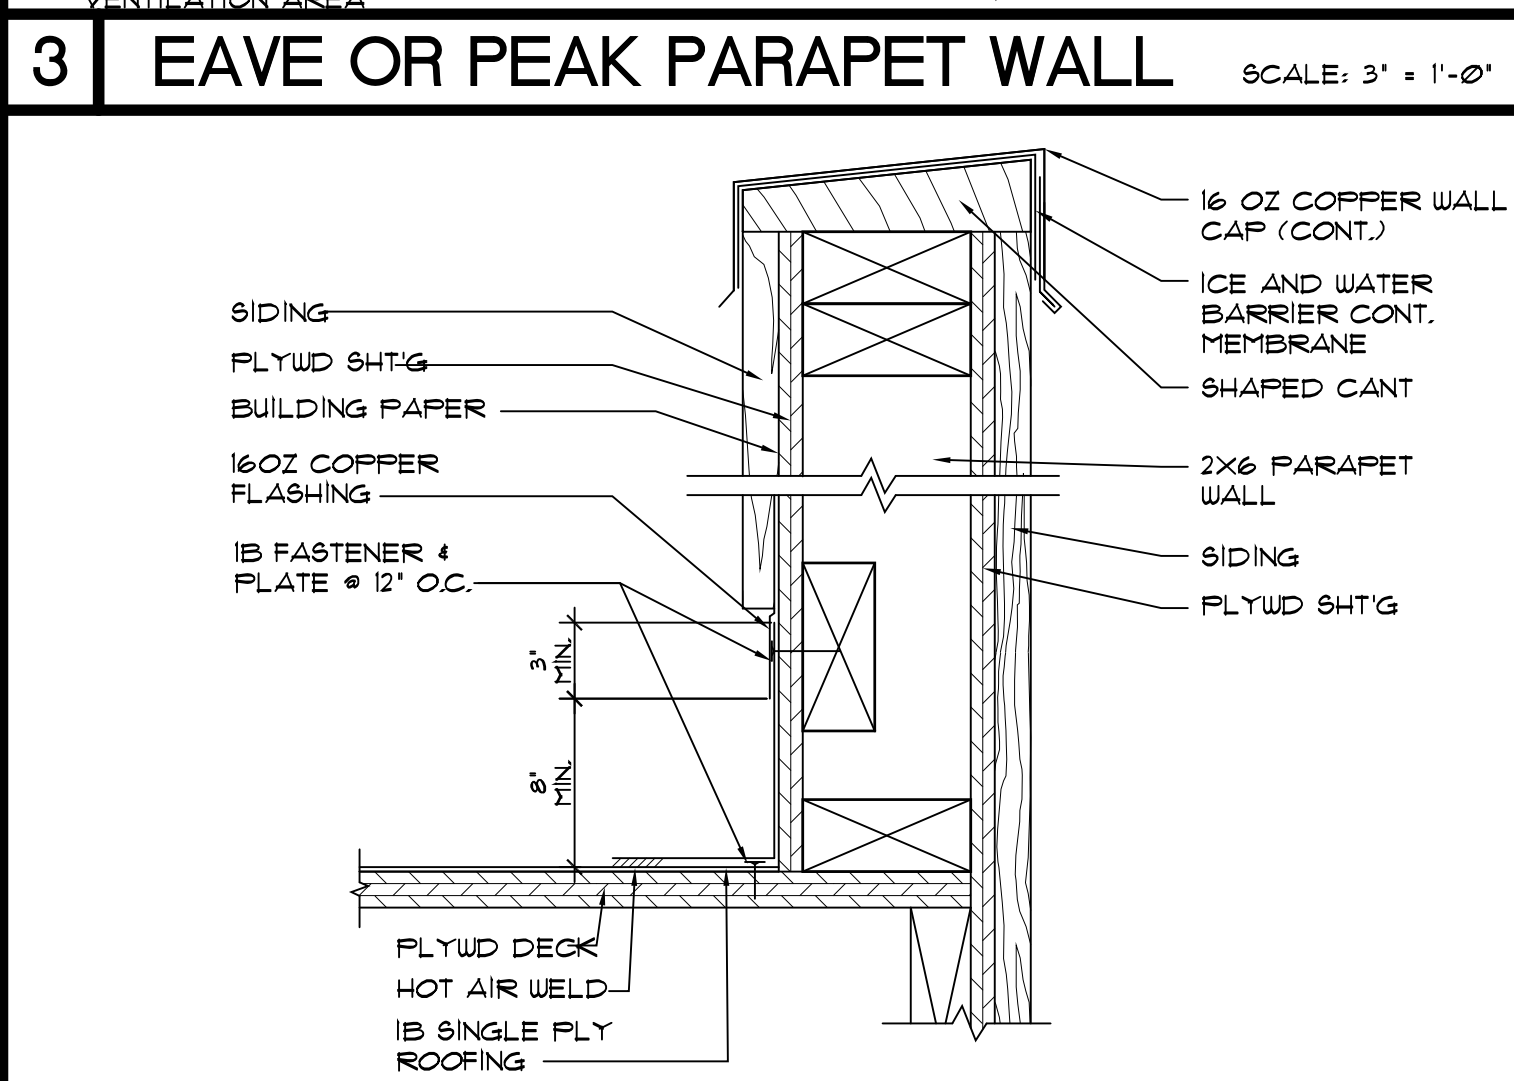 VENTILATION AREA
3 EAVE OR PEAK PARAPET WALL SCALE: 3" = 1'-0"
16 OZ COPPER WALL
CAP (CONT.)
ICE AND WATER
BARRIER CONT.
MEMBRANE
SHAPED CANT
2X6 PARAPET
WALL
SIDING
PLYWD SHT'G
SIDING
PLYWD SHT'G
BUILDING PAPER
16OZ COPPER
FLASHING
IB FASTENER &
PLATE @ 12" O.C.
3"
MIN.
8"
MIN.
PLYWD DECK
HOT AIR WELD
IB SINGLE PLY
ROOFING